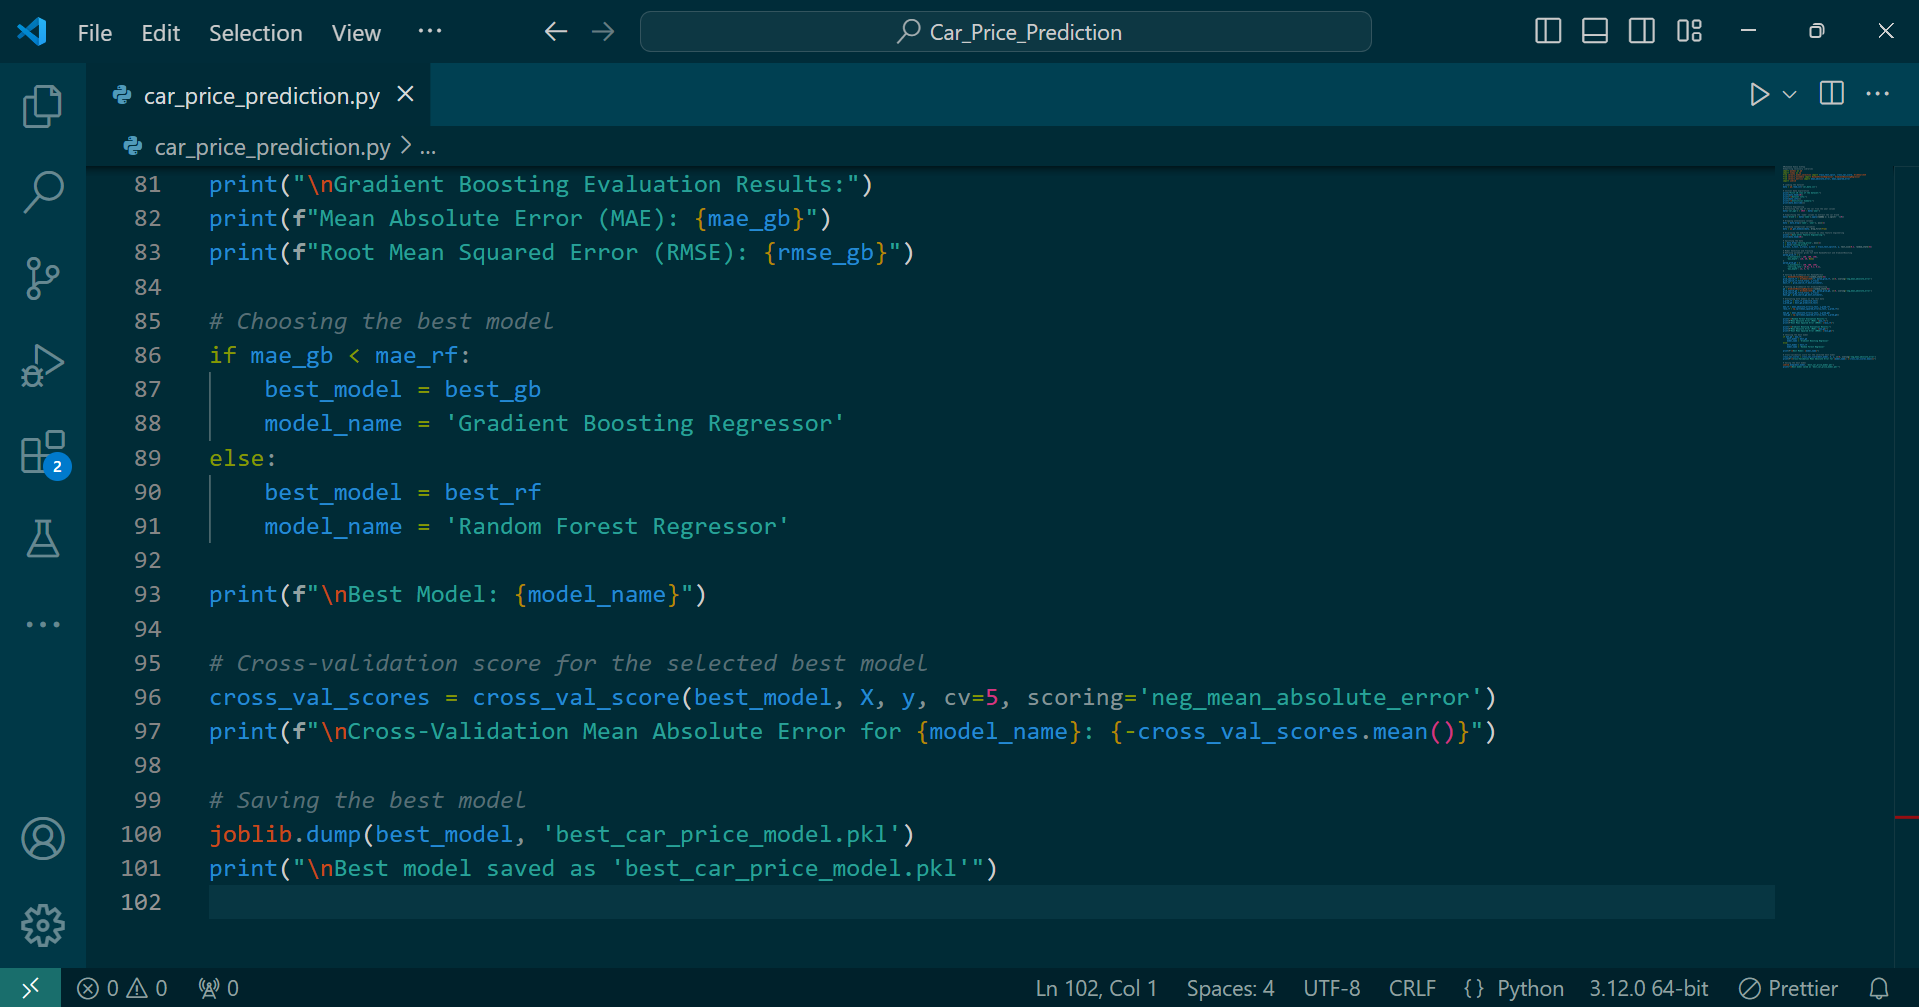 File Edit Selection View ...
Car_Price_Prediction
car_price_prediction.py
car_price_prediction.py > ...
81 print("\nGradient Boosting Evaluation Results:")
82 print(f"Mean Absolute Error (MAE): {mae_gb}")
83 print(f"Root Mean Squared Error (RMSE): {rmse_gb}")
84
85 # Choosing the best model
86 if mae_gb < mae_rf:
87     best_model = best_gb
88     model_name = 'Gradient Boosting Regressor'
89 else:
90     best_model = best_rf
91     model_name = 'Random Forest Regressor'
92
93 print(f"\nBest Model: {model_name}")
94
95 # Cross-validation score for the selected best model
96 cross_val_scores = cross_val_score(best_model, X, y, cv=5, scoring='neg_mean_absolute_error')
97 print(f"\nCross-Validation Mean Absolute Error for {model_name}: {-cross_val_scores.mean()}")
98
99 # Saving the best model
100 joblib.dump(best_model, 'best_car_price_model.pkl')
101 print("\nBest model saved as 'best_car_price_model.pkl'")
102
2
0 0 0 Ln 102, Col 1 Spaces: 4 UTF-8 CRLF {} Python 3.12.0 64-bit Prettier